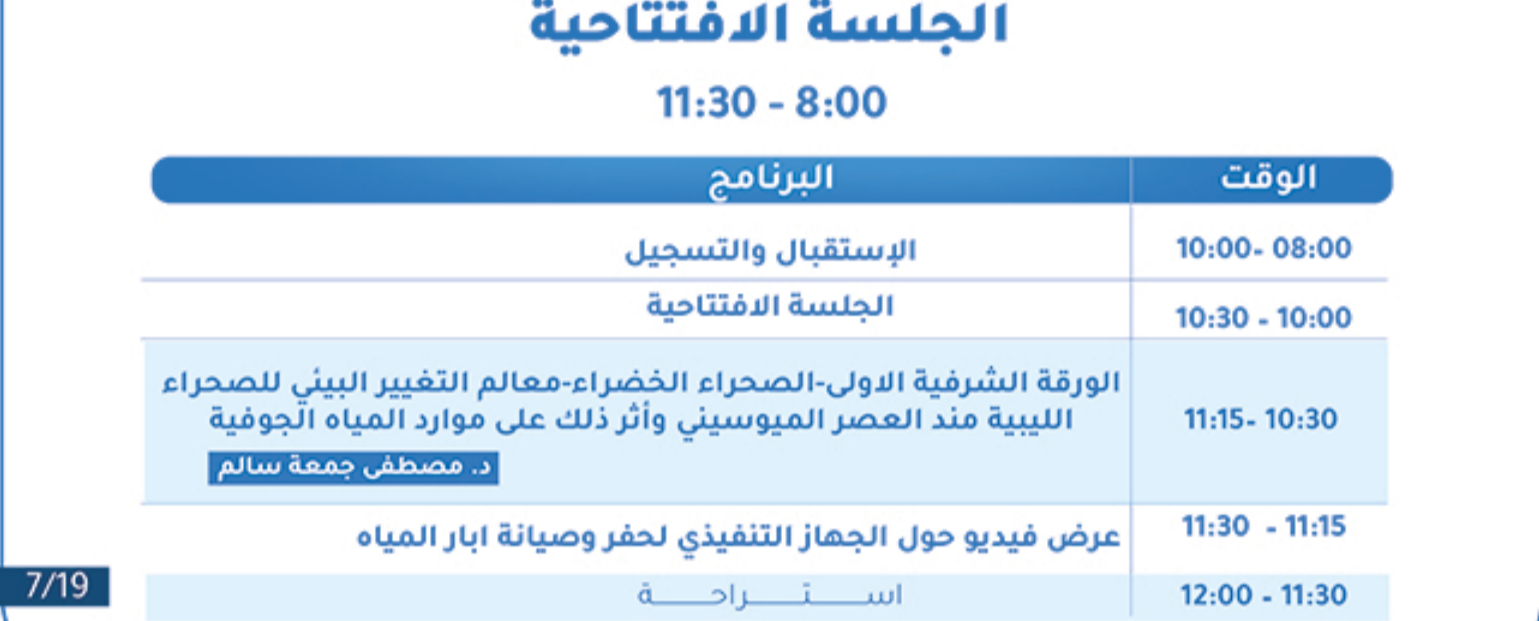 الجلسة الافتتاحية
11:30 - 8:00
الوقت البرنامج
10:00- 08:00 الإستقبال والتسجيل
10:30 - 10:00 الجلسة الافتتاحية
الورقة الشرفية الاولى-الصحراء الخضراء-معالم التغيير البيئي للصحراء
11:15- 10:30 الليبية مند العصر الميوسيني وأثر ذلك على موارد المياه الجوفية
د. مصطفى جمعة سالم
11:30 - 11:15 عرض فيديو حول الجهاز التنفيذي لحفر وصيانة ابار المياه
12:00 - 11:30 اســــتــــراحــــة
7/19